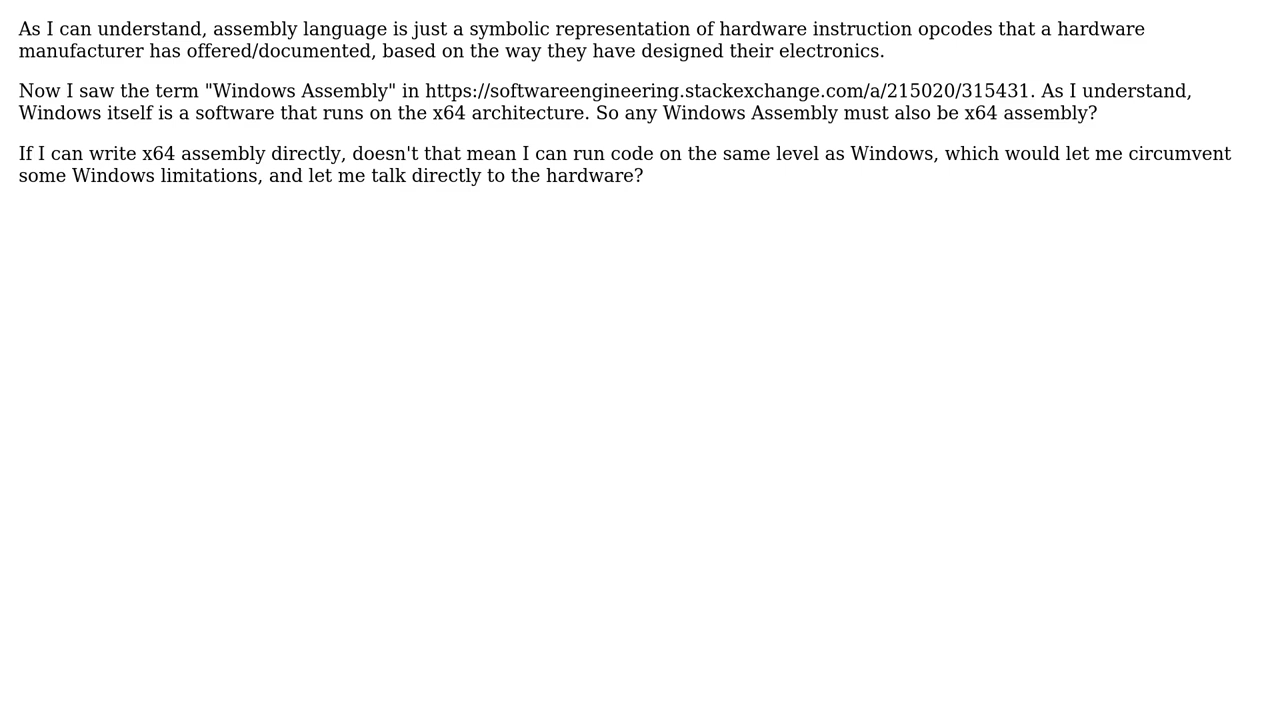 As I can understand, assembly language is just a symbolic representation of hardware instruction opcodes that a hardware
manufacturer has offered/documented, based on the way they have designed their electronics.
Now I saw the term "Windows Assembly" in https://softwareengineering.stackexchange.com/a/215020/315431. As I understand,
Windows itself is a software that runs on the x64 architecture. So any Windows Assembly must also be x64 assembly?
If I can write x64 assembly directly, doesn't that mean I can run code on the same level as Windows, which would let me circumvent
some Windows limitations, and let me talk directly to the hardware?